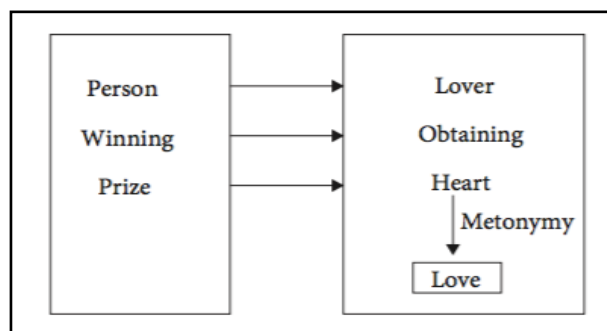 Person
Winning
Prize
Lover
Obtaining
Heart
Metonymy
Love